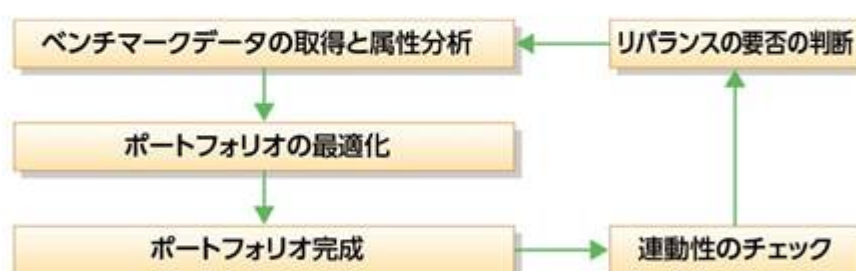 ベンチマークデータの取得と属性分析
リバランスの要否の判断
ポートフォリオの最適化
ポートフォリオ完成
連動性のチェック